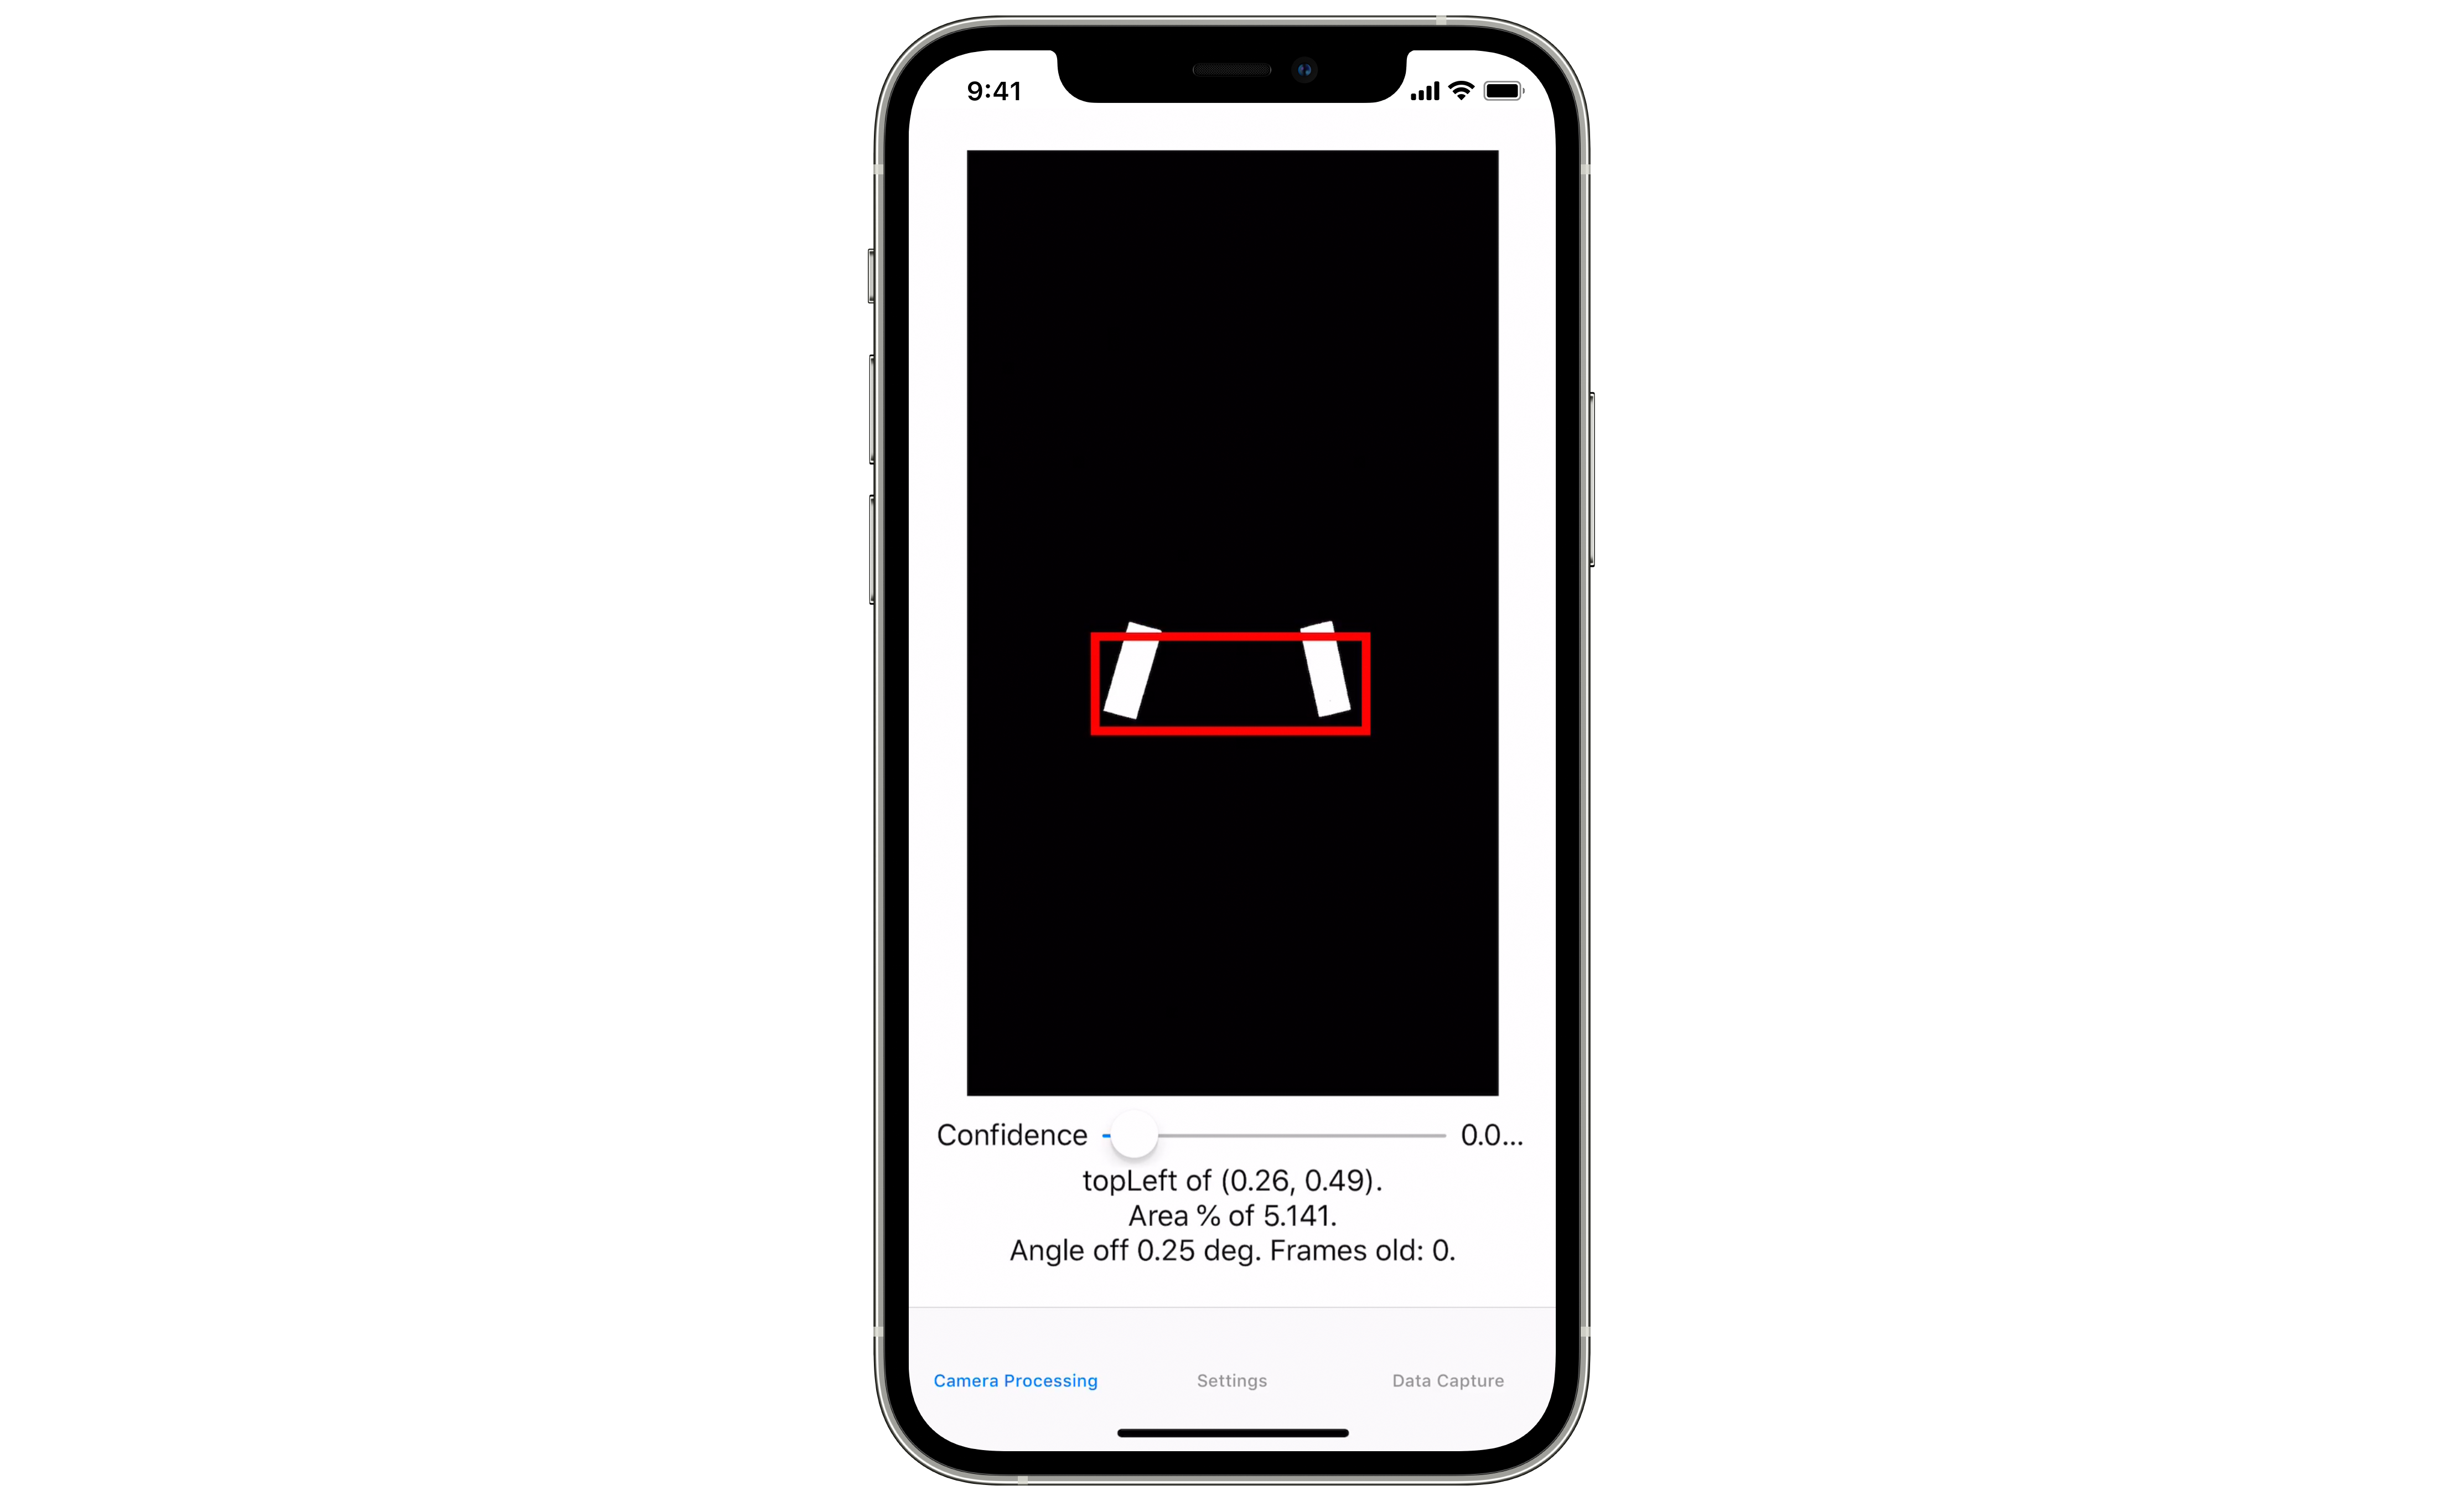 9:41
Confidence 0.0...
topLeft of (0.26, 0.49).
Area % of 5.141.
Angle off 0.25 deg. Frames old: 0.
Camera Processing Settings Data Capture